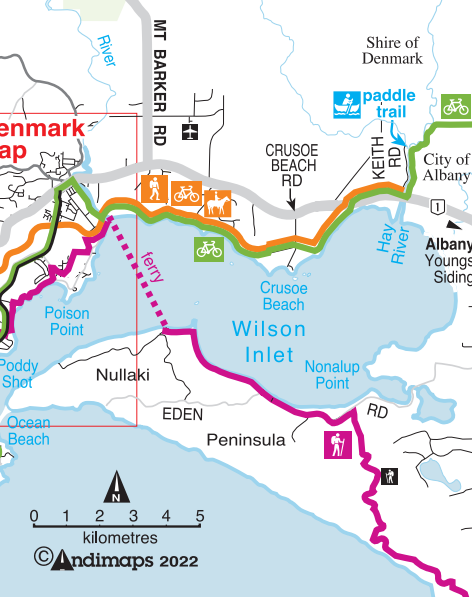 River
MT BARKER RD
Shire of
Denmark
paddle
trail
enmark
ap
CRUSOE
BEACH
RD
KEITH
RD
City of
Albany
1
Hay
River
Albany
Youngs
Siding
ferry
Crusoe
Beach
Poison
Point
Wilson
Inlet
Nonalup
Point
oddy
Shot
Nullaki
EDEN
RD
Ocean
Beach
Peninsula
N
0 1 2 3 4 5
kilometres
© Andimaps 2022